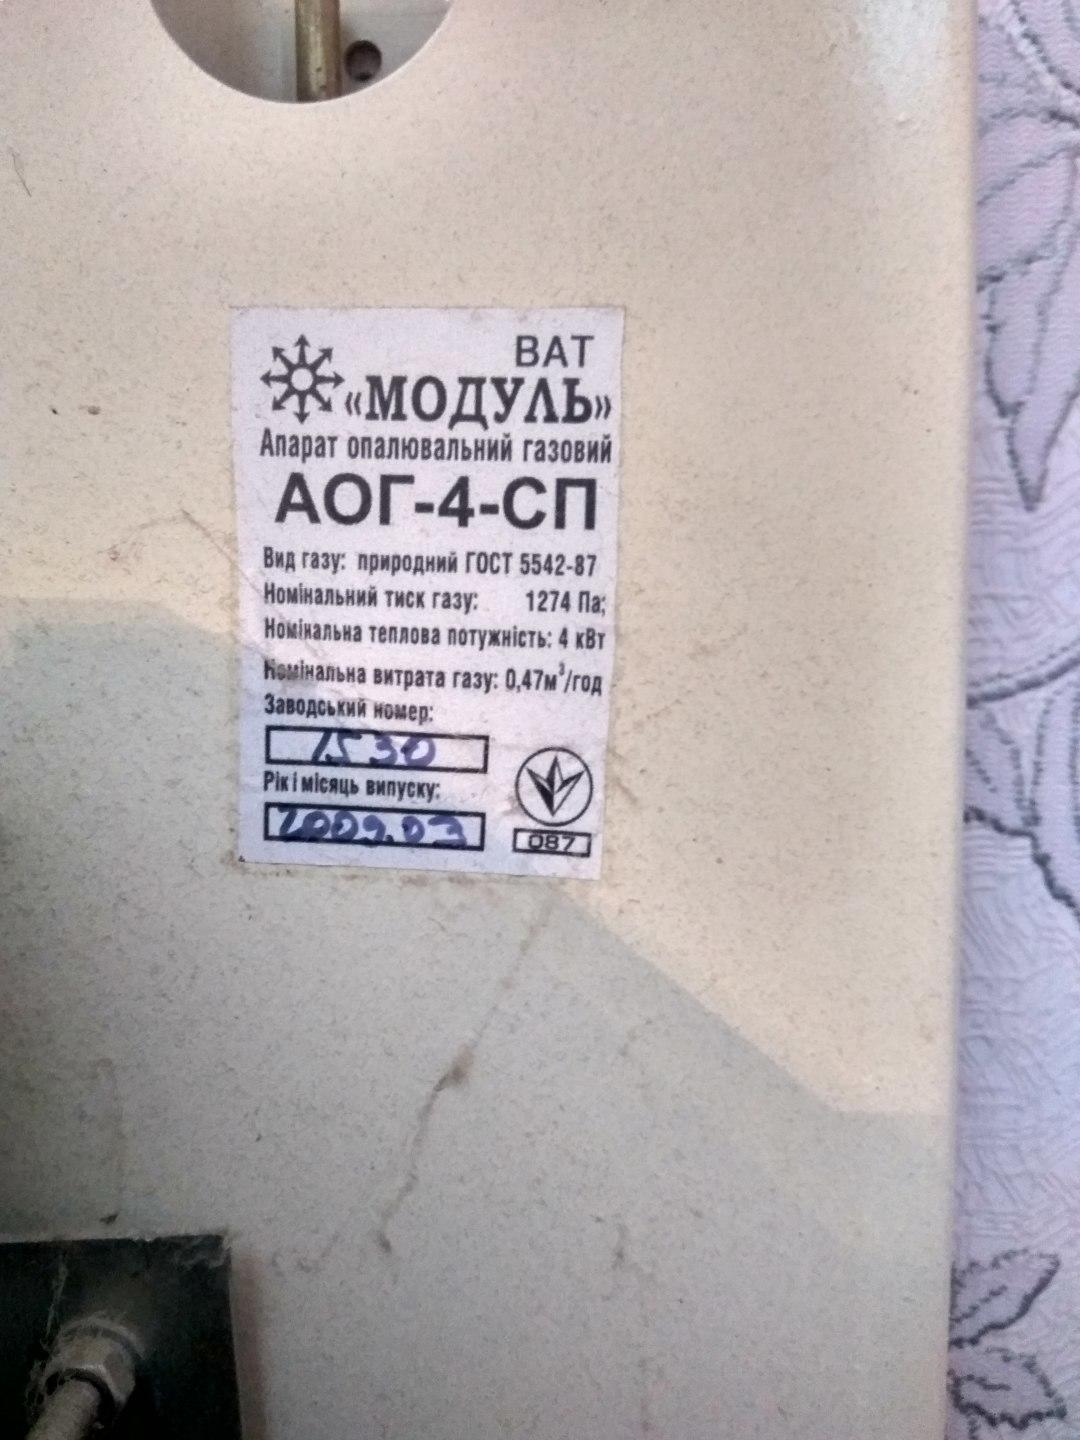 ВАТ
«МОДУЛЬ»
Апарат опалювальний газовий
АОГ-4-СП
Вид газу: природний ГОСТ 5542-87
Номінальний тиск газу: 1274 Па;
Номінальна теплова потужність: 4 кВт
Номінальна витрата газу: 0,47м³/год
Заводський номер:
1530
Рік і місяць випуску:
2009.03
087